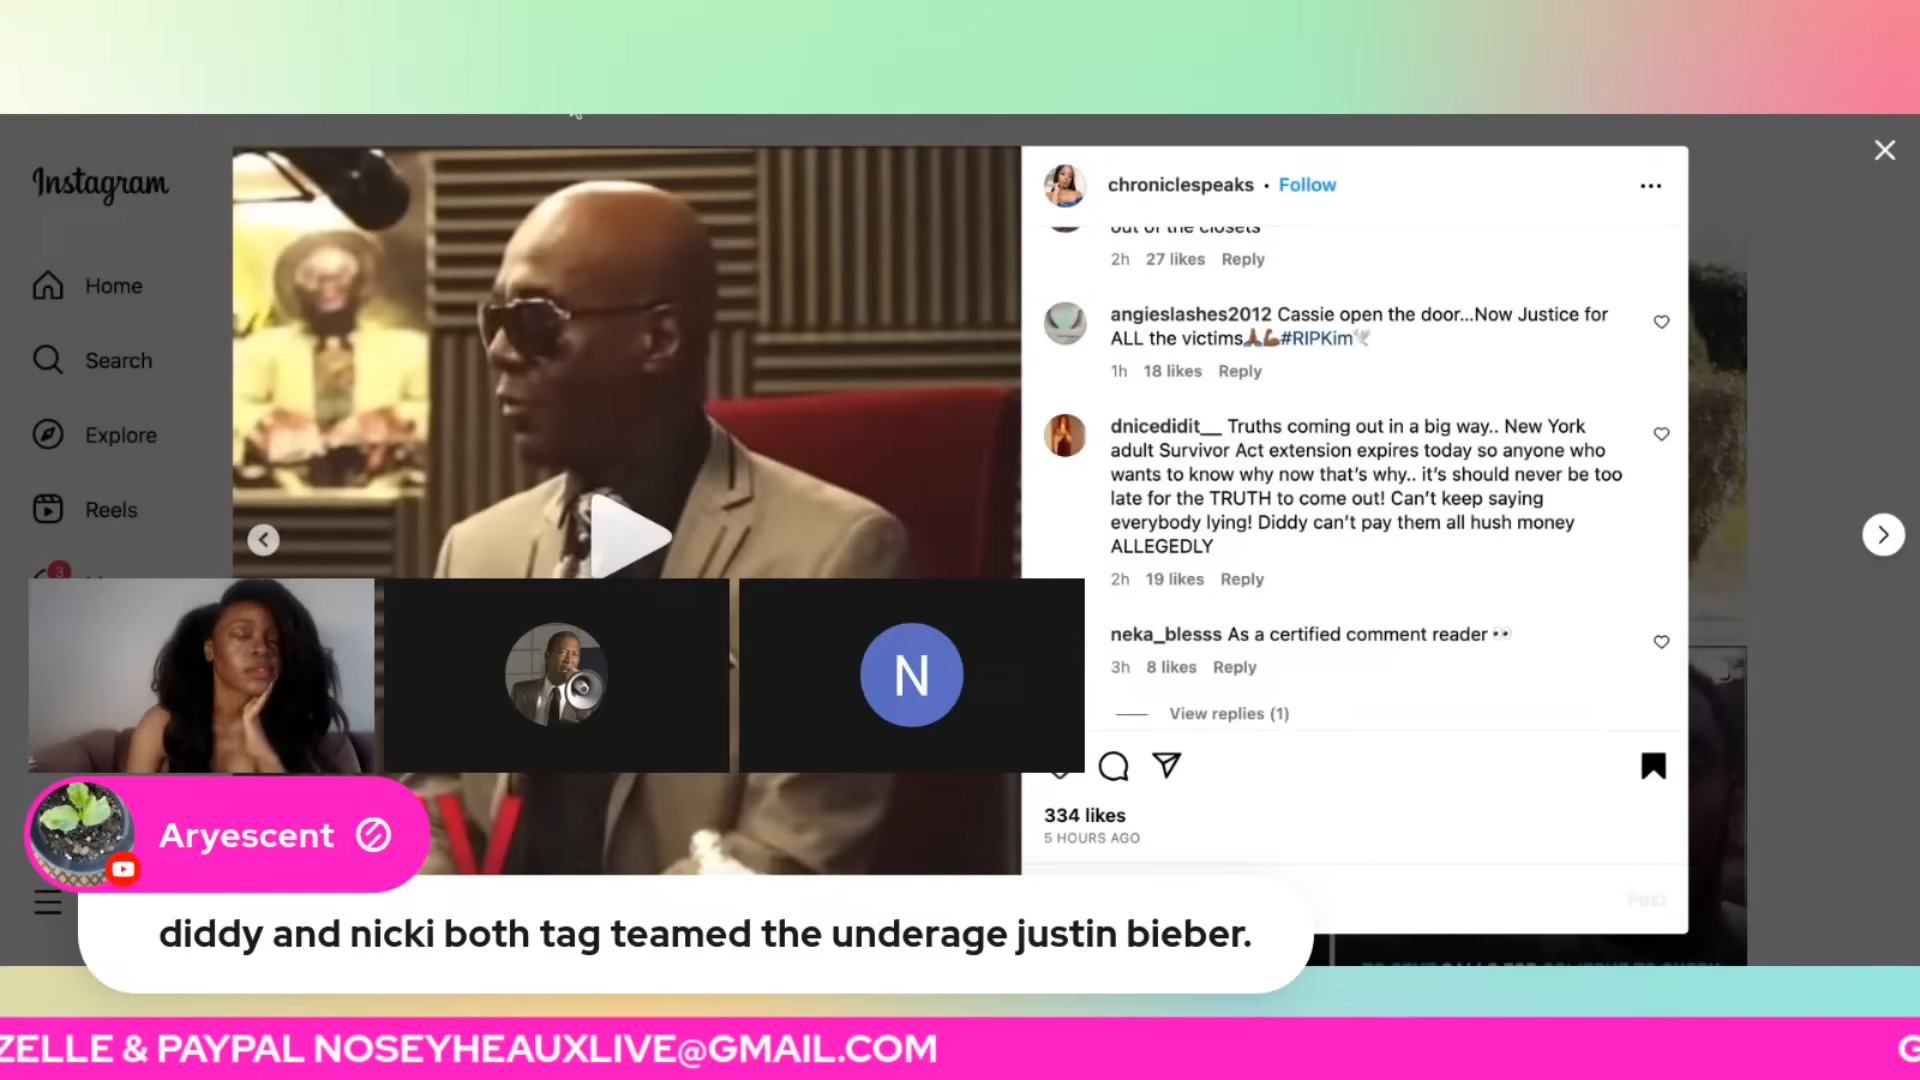 Instagram
Home
Search
Explore
Reels
3
chroniclespeaks • Follow
out of the closets
2h 27 likes Reply
angieslashes2012 Cassie open the door...Now Justice for
ALL the victims🙏🏾💪🏾#RIPKim🕊
1h 18 likes Reply
dnicedidit__ Truths coming out in a big way.. New York
adult Survivor Act extension expires today so anyone who
wants to know why now that's why.. it's should never be too
late for the TRUTH to come out! Can't keep saying
everybody lying! Diddy can't pay them all hush money
ALLEGEDLY
2h 19 likes Reply
neka_blesss As a certified comment reader 👀
3h 8 likes Reply
View replies (1)
334 likes
5 HOURS AGO
Post
N
Aryescent
diddy and nicki both tag teamed the underage justin bieber.
ZELLE & PAYPAL NOSEYHEAUXLIVE@GMAIL.COM
G